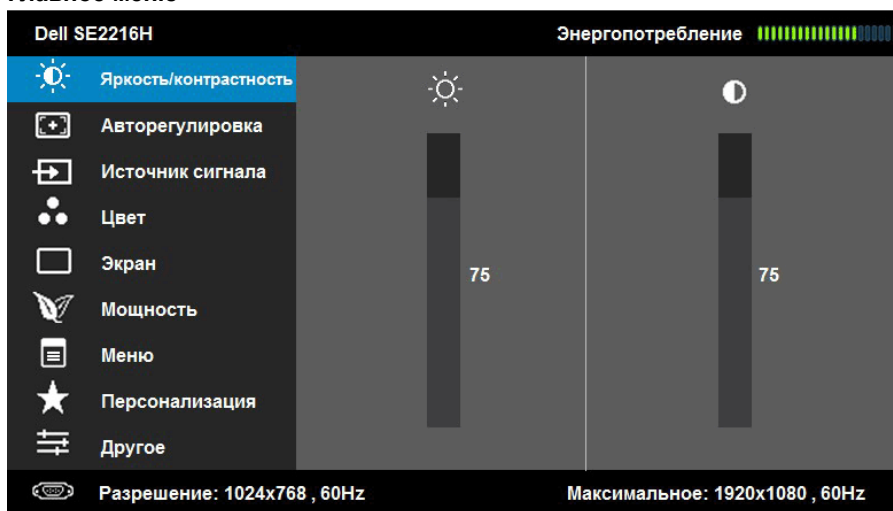 Dell SE2216H Энергопотребление
Яркость/контрастность
Авторегулировка
Источник сигнала
Цвет
Экран
75 75
Мощность
Меню
Персонализация
Другое
Разрешение: 1024x768 , 60Hz Максимальное: 1920x1080 , 60Hz